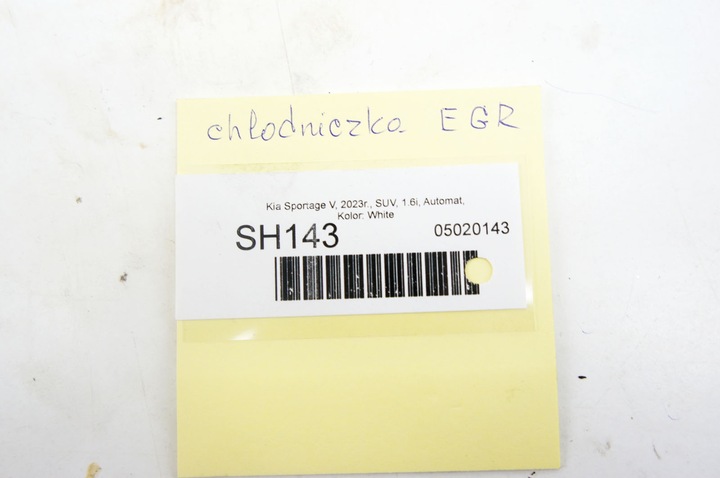 chłodniczka EGR
Kia Sportage V, 2023r., SUV, 1.6i, Automat,
Kolor: White
SH143 05020143